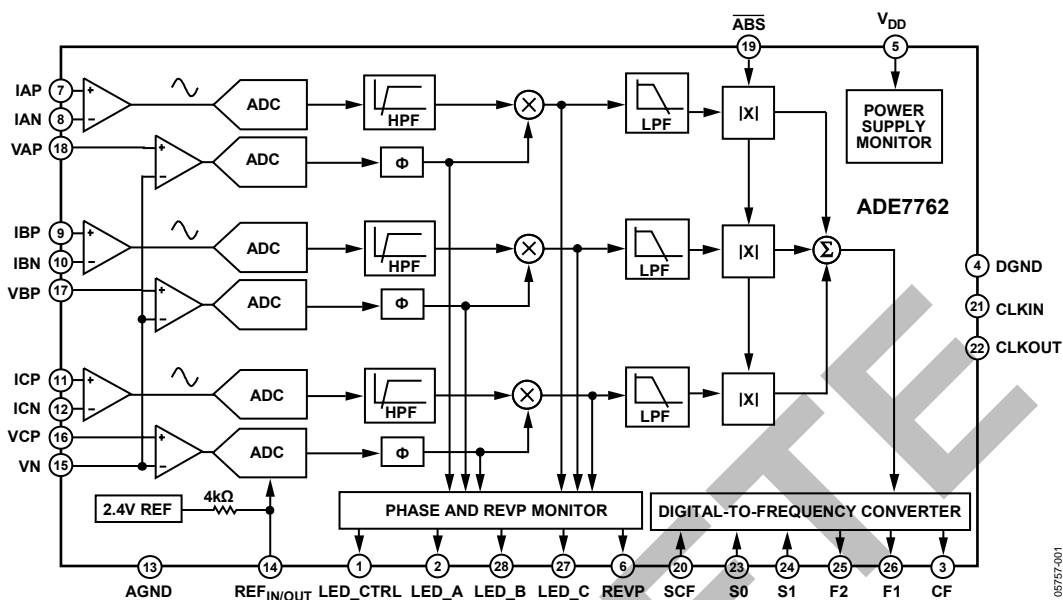 ABS
VDD
19
5
IAP 7 + ADC HPF × LPF |X|
IAN 8 −
POWER SUPPLY MONITOR
VAP 18 + − ADC Φ
ADE7762
IBP 9 + ADC HPF × LPF |X| Σ
IBN 10 −
4 DGND
VBP 17 + − ADC Φ
21 CLKIN
22 CLKOUT
ICP 11 + ADC HPF × LPF |X|
ICN 12 −
VCP 16 + ADC Φ
VN 15 −
2.4V REF 4kΩ
PHASE AND REVP MONITOR
DIGITAL-TO-FREQUENCY CONVERTER
13 14 1 2 28 27 6 20 23 24 25 26 3
AGND REFIN/OUT LED_CTRL LED_A LED_B LED_C REVP SCF S0 S1 F2 F1 CF
05757-001